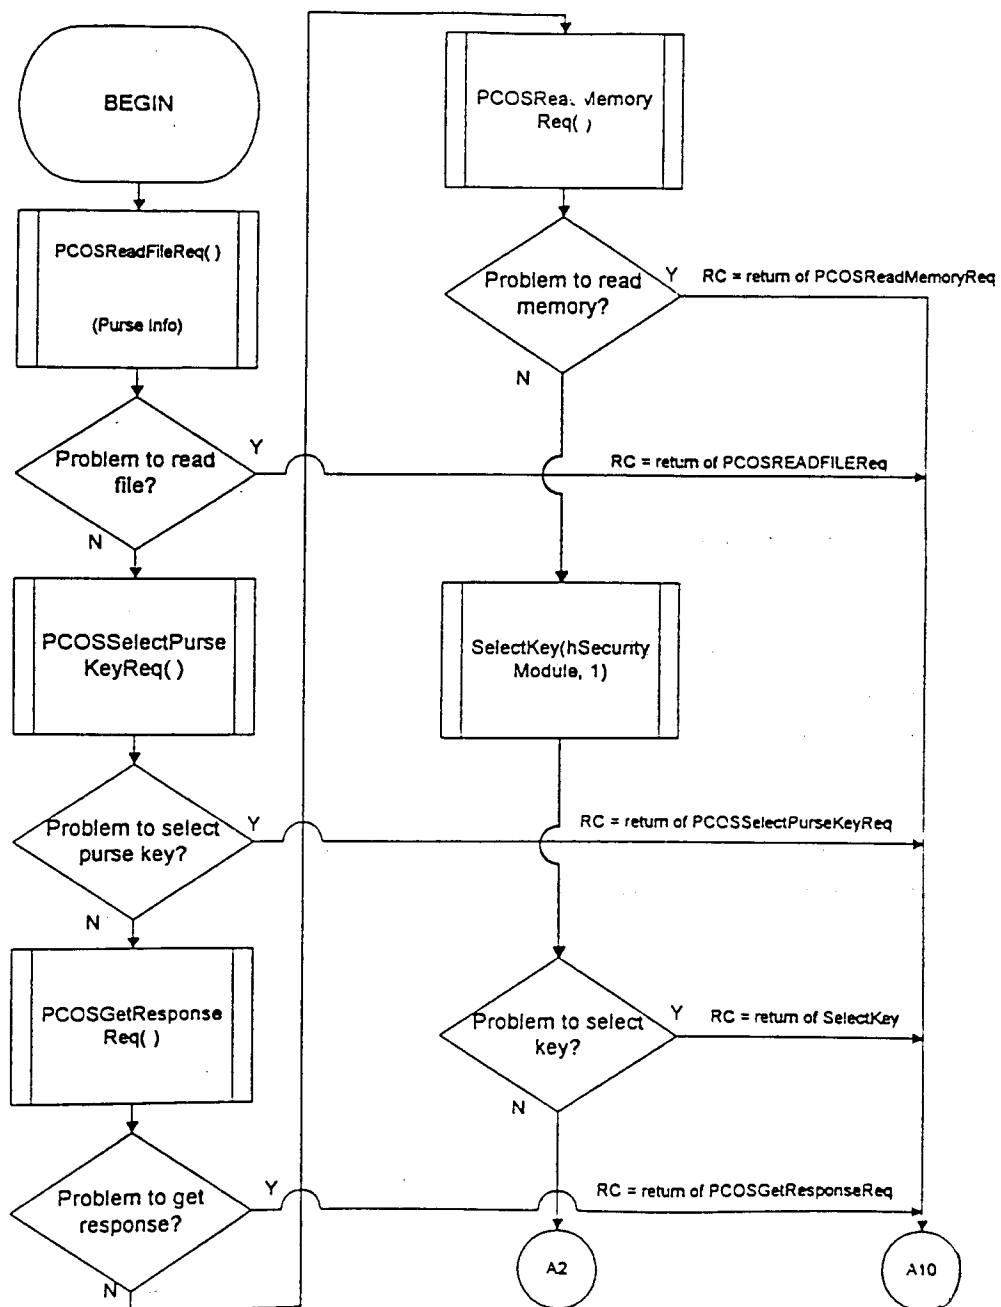 BEGIN
PCOSReadFileReq( )
(Purse Info)
Problem to read
file?
Y
RC = return of PCOSREADFILEReq
N
PCOSSelectPurse
KeyReq( )
Problem to select
purse key?
Y
RC = return of PCOSSelectPurseKeyReq
N
PCOSGetResponse
Req( )
Problem to get
response?
Y
RC = return of PCOSGetResponseReq
N
Req( )
Problem to read
memory?
Y
RC = return of PCOSReadMemoryReq
N
SelectKey(hSecurity
Module, 1)
Problem to select
key?
Y
RC = return of SelectKey
N
A2
A10